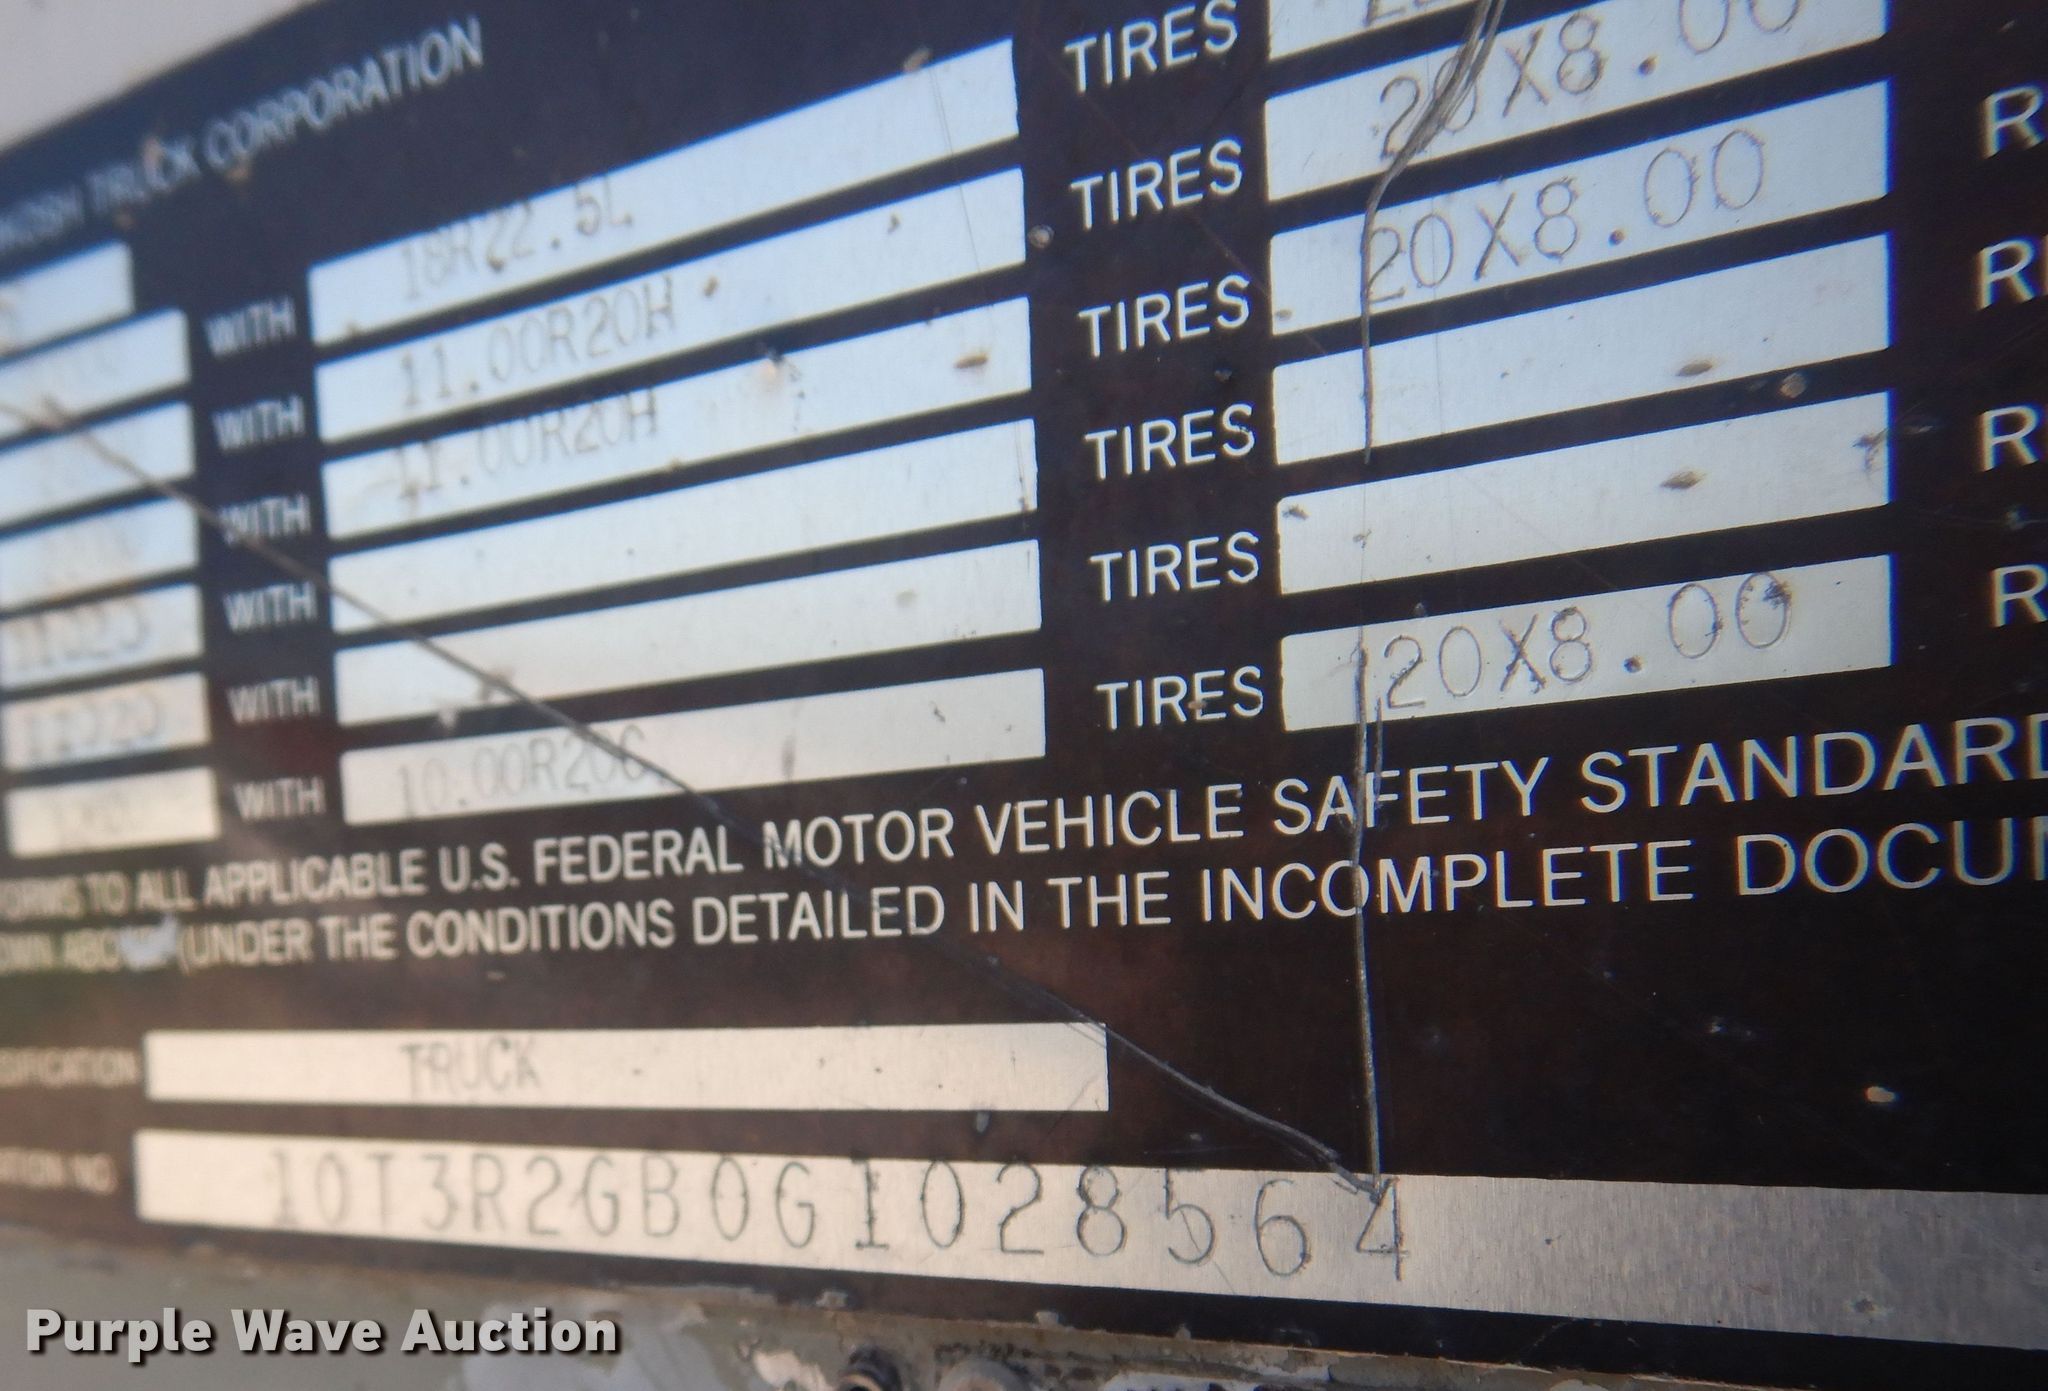 TRUCK CORPORATION
WITH 18R22.5L TIRES
WITH 11.00R20H TIRES 20X8.00
WITH 11.00R20H TIRES 20X8.00
WITH TIRES
WITH TIRES
WITH 10.00R20G TIRES 20X8.00
TO ALL APPLICABLE U.S. FEDERAL MOTOR VEHICLE SAFETY STANDARD
(UNDER THE CONDITIONS DETAILED IN THE INCOMPLETE DOCU
TRUCK
10T3R2GB0G1028564
Purple Wave Auction